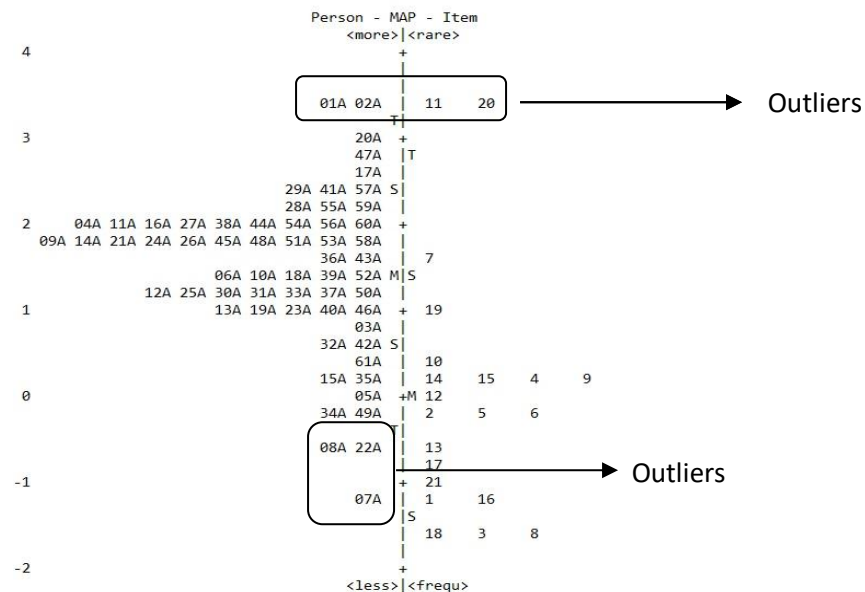 Person - MAP - Item
<more>|<rare>
4 +
|
|
01A 02A | 11 20 Outliers
T|
3 20A +
47A |T
17A |
29A 41A 57A S|
28A 55A 59A |
2 04A 11A 16A 27A 38A 44A 54A 56A 60A +
09A 14A 21A 24A 26A 45A 48A 51A 53A 58A |
36A 43A | 7
06A 10A 18A 39A 52A M|S
12A 25A 30A 31A 33A 37A 50A |
1 13A 19A 23A 40A 46A + 19
03A |
32A 42A S|
61A | 10
15A 35A | 14 15 4 9
0 05A +M 12
34A 49A | 2 5 6
T|
08A 22A | 13
| 17 Outliers
-1 + 21
07A | 1 16
|S
| 18 3 8
|
-2 +
<less>|<frequ>